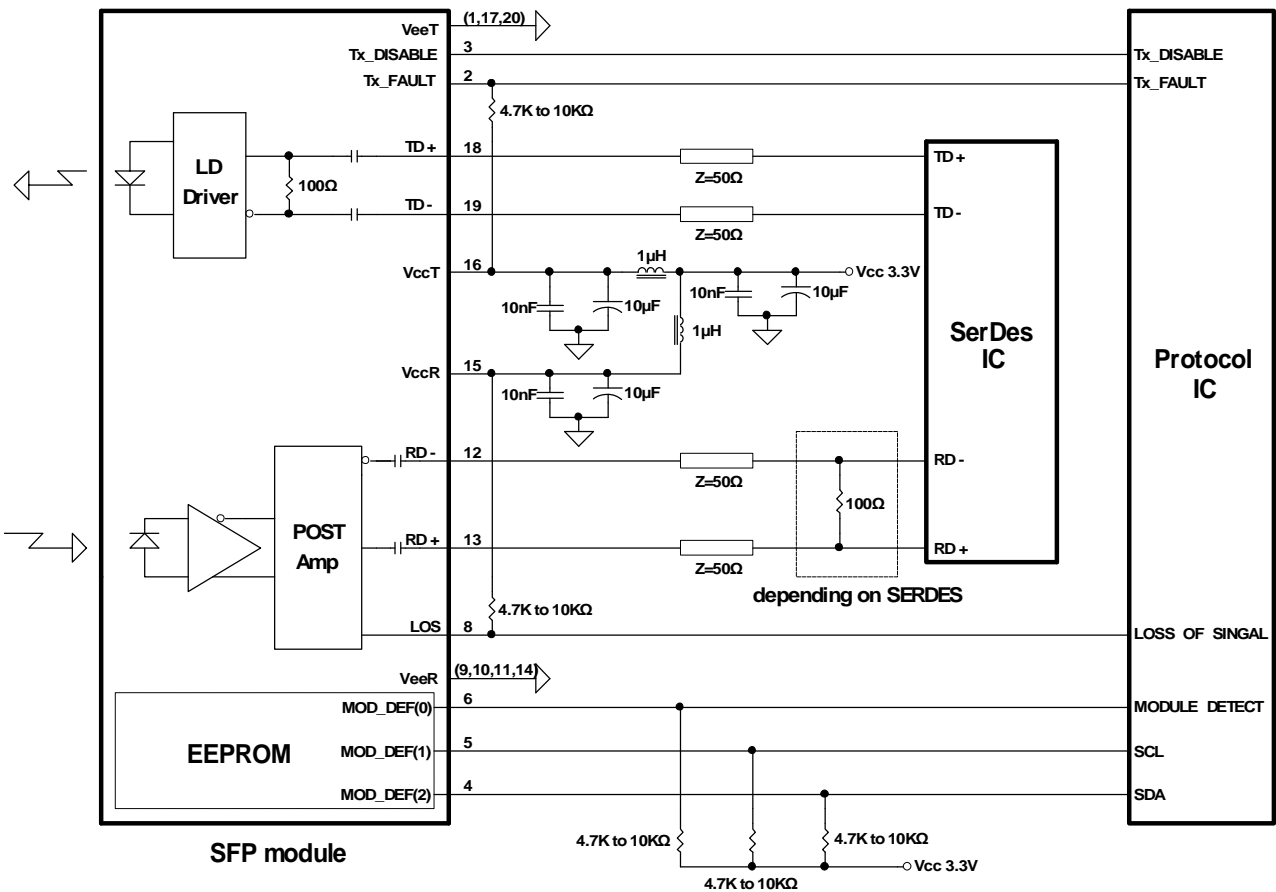 VeeT
(1,17,20)
Tx_DISABLE
3
Tx_DISABLE
Tx_FAULT
2
Tx_FAULT
4.7K to 10KΩ
LD
Driver
100Ω
TD+
18
Z=50Ω
TD+
TD-
19
Z=50Ω
TD-
VccT
16
1µH
Vcc 3.3V
10nF
10µF
10nF
10µF
1µH
VccR
15
10nF
10µF
SerDes
IC
Protocol
IC
RD-
12
Z=50Ω
RD-
100Ω
POST
Amp
RD+
13
Z=50Ω
RD+
depending on SERDES
4.7K to 10KΩ
LOS
8
LOSS OF SINGAL
VeeR
(9,10,11,14)
MOD_DEF(0)
6
MODULE DETECT
EEPROM
MOD_DEF(1)
5
SCL
MOD_DEF(2)
4
SDA
4.7K to 10KΩ
4.7K to 10KΩ
SFP module
Vcc 3.3V
4.7K to 10KΩ